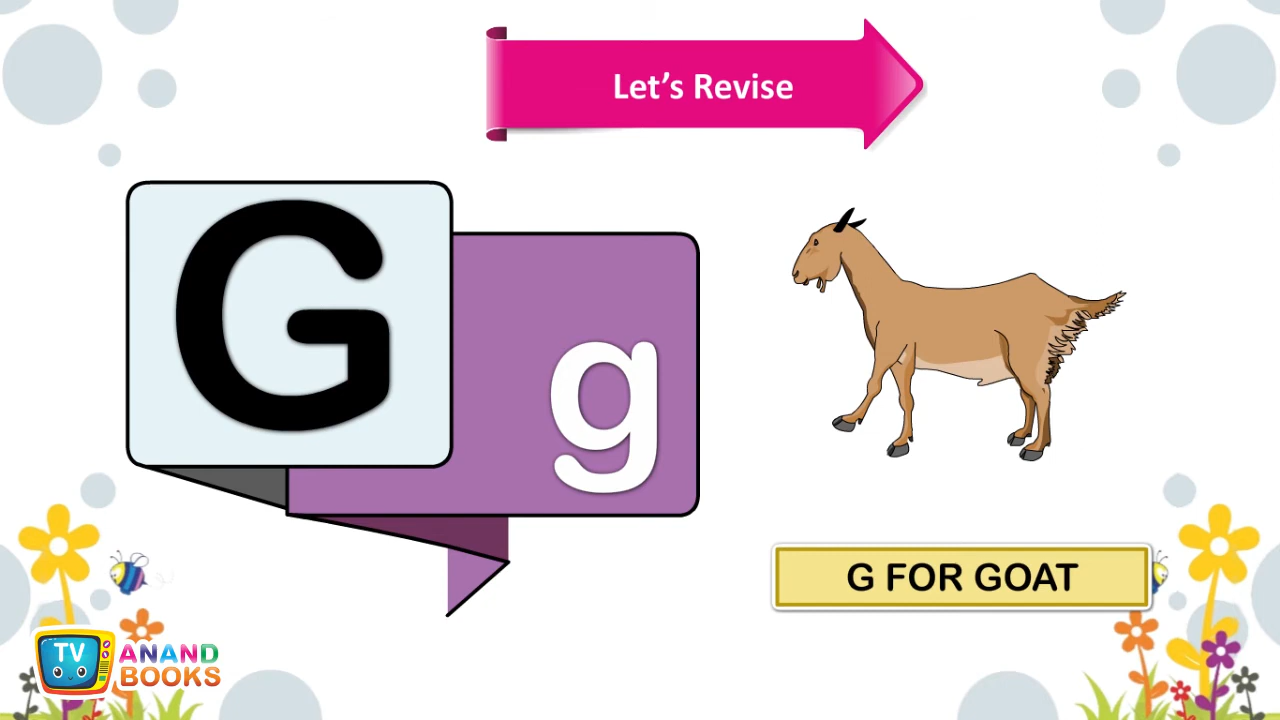 Let's Revise
G
g
G FOR GOAT
TV
ANAND
BOOKS